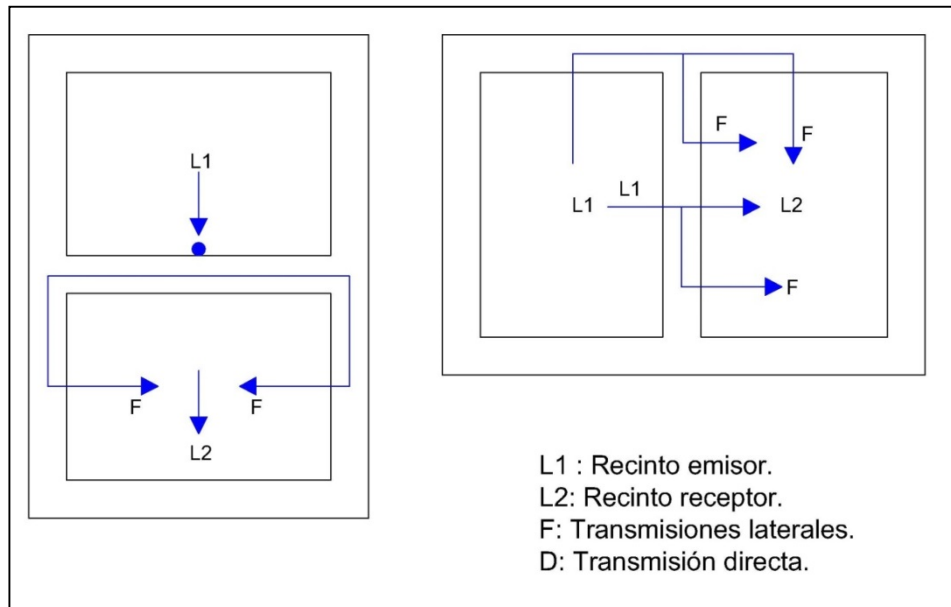 L1
F
F
L2
F
F
L1
L1
L2
F
L1 : Recinto emisor.
L2: Recinto receptor.
F: Transmisiones laterales.
D: Transmisión directa.